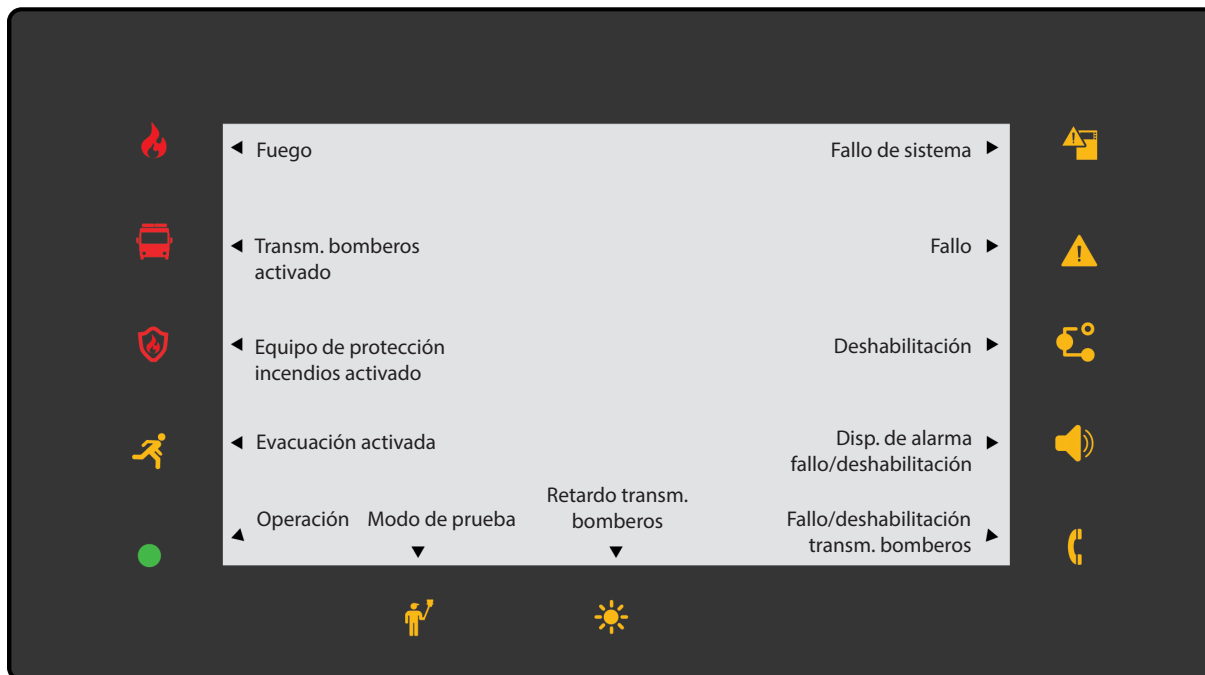 Fuego
Fallo de sistema
Transm. bomberos
activado
Fallo
Equipo de protección
incendios activado
Deshabilitación
Evacuación activada
Disp. de alarma
fallo/deshabilitación
Operación
Modo de prueba
Retardo transm.
bomberos
Fallo/deshabilitación
transm. bomberos